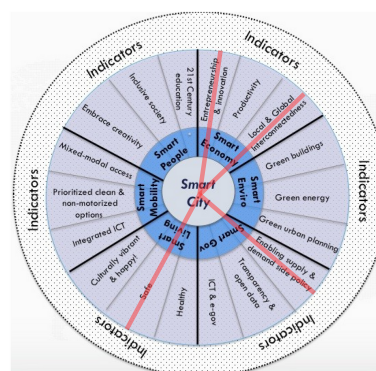 Smart
City
Smart
People
Smart
Economy
Smart
Enviro
Smart Gov
Smart
Living
Smart
Mobility
21st Century
education
Inclusive society
Embrace creativity
Entrepreneurship
& innovation
Productivity
Local & Global
interconnectedness
Green buildings
Green energy
Green urban planning
Enabling supply &
demand side policy
Transparency &
open data
ICT & e-gov
Healthy
Safe
Culturally vibrant
& happy!
Integrated ICT
Prioritized clean &
non-motorized
options
Mixed-modal access
Indicators
Indicators
Indicators
Indicators
Indicators
Indicators